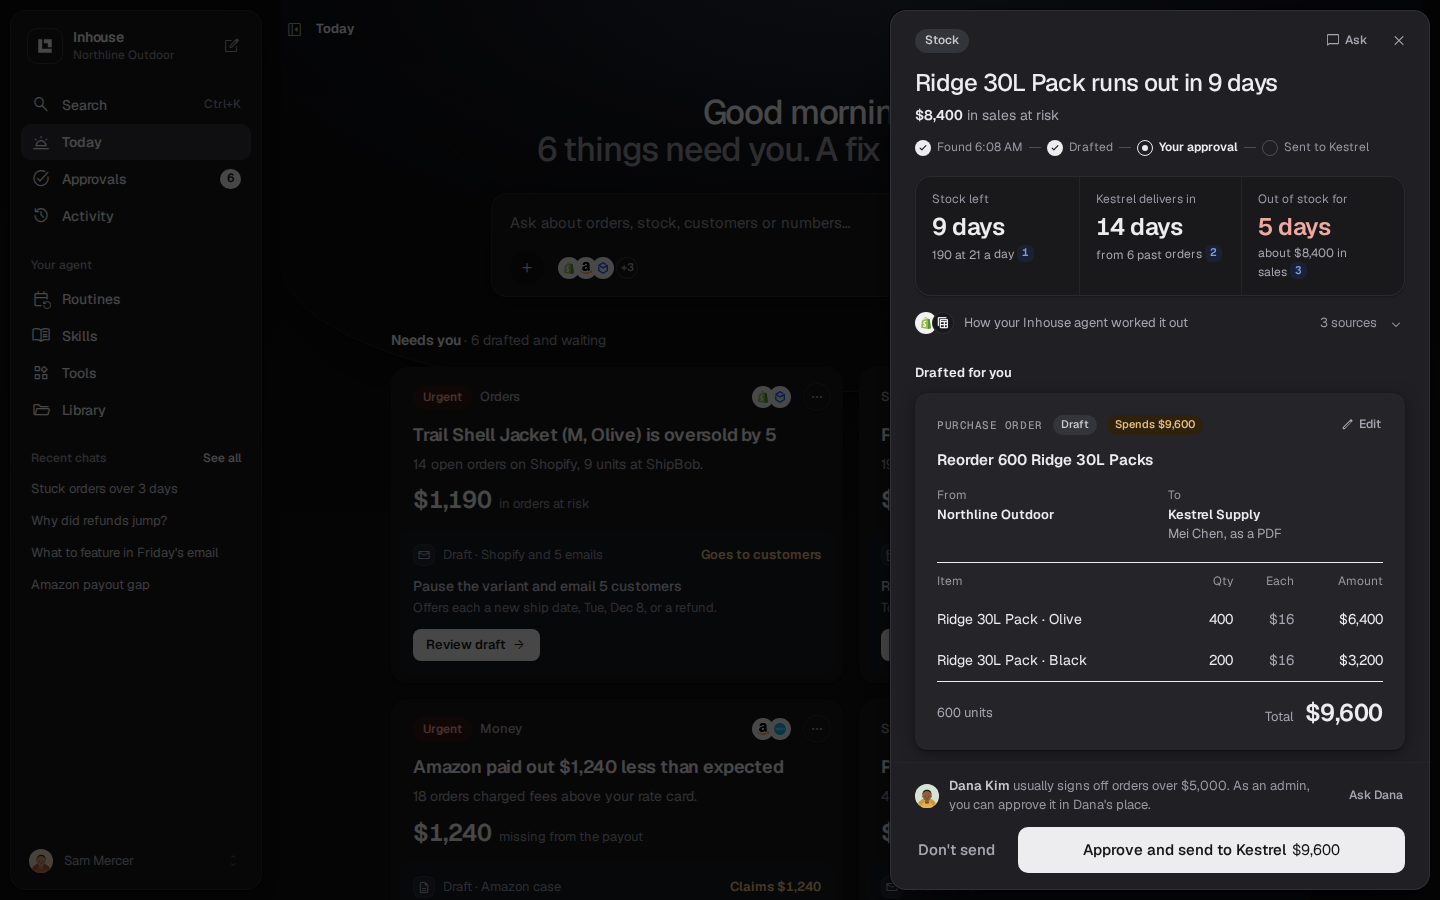 Inhouse
Northline Outdoor
Search
Ctrl+K
Today
Approvals
6
Activity
Your agent
Routines
Skills
Tools
Library
Recent chats
See all
Stuck orders over 3 days
Why did refunds jump?
What to feature in Friday's email
Amazon payout gap
Sam Mercer
Today
Good mornin
6 things need you. A fix
Ask about orders, stock, customers or numbers...
+3
Needs you · 6 drafted and waiting
Urgent
Orders
Trail Shell Jacket (M, Olive) is oversold by 5
14 open orders on Shopify, 9 units at ShipBob.
$1,190 in orders at risk
Draft · Shopify and 5 emails
Goes to customers
Pause the variant and email 5 customers
Offers each a new ship date, Tue, Dec 8, or a refund.
Review draft
Urgent
Money
Amazon paid out $1,240 less than expected
18 orders charged fees above your rate card.
$1,240 missing from the payout
Draft · Amazon case
Claims $1,240
Stock
Ask
Ridge 30L Pack runs out in 9 days
$8,400 in sales at risk
Found 6:08 AM
Drafted
Your approval
Sent to Kestrel
Stock left
9 days
190 at 21 a day 1
Kestrel delivers in
14 days
from 6 past orders 2
Out of stock for
5 days
about $8,400 in
sales 3
How your Inhouse agent worked it out
3 sources
Drafted for you
PURCHASE ORDER
Draft
Spends $9,600
Edit
Reorder 600 Ridge 30L Packs
From
Northline Outdoor
To
Kestrel Supply
Mei Chen, as a PDF
Item
Qty
Each
Amount
Ridge 30L Pack · Olive
400
$16
$6,400
Ridge 30L Pack · Black
200
$16
$3,200
600 units
Total
$9,600
Dana Kim usually signs off orders over $5,000. As an admin,
you can approve it in Dana's place.
Ask Dana
Don't send
Approve and send to Kestrel $9,600